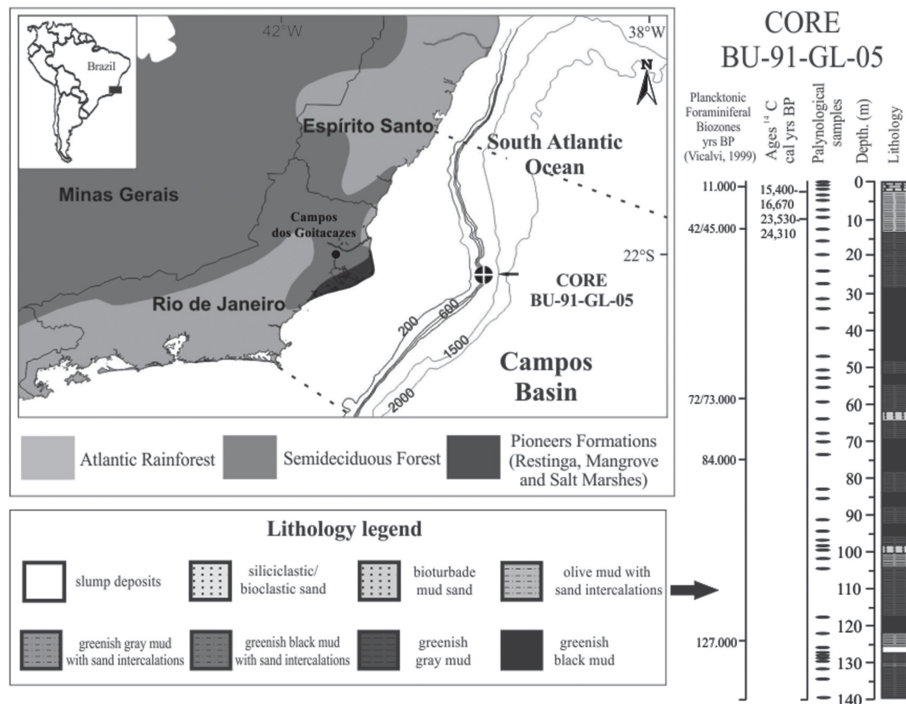 42°W
38°W
Brazil
N
Espírito Santo
South Atlantic
Ocean
Minas Gerais
Campos
dos Goitacazes
22°S
CORE
BU-91-GL-05
Rio de Janeiro
200
600
1500
2000
Campos
Basin
Atlantic Rainforest
Semideciduous Forest
Pioneers Formations
(Restinga, Mangrove
and Salt Marshes)
Lithology legend
slump deposits
siliciclastic/
bioclastic sand
bioturbade
mud sand
olive mud with
sand intercalations
greenish gray mud
with sand intercalations
greenish black mud
with sand intercalations
greenish
gray mud
greenish
black mud
CORE
BU-91-GL-05
Planktonic
Foraminiferal
Biozones
yrs BP
(Vicalvi, 1999)
Ages ¹⁴ C
cal yrs BP
Palynological
samples
Depth. (m)
Lithology
11.000
42/45.000
72/73.000
84.000
127.000
15,400
16,670
23,530
24,310
0
10
20
30
40
50
60
70
80
90
100
110
120
130
140